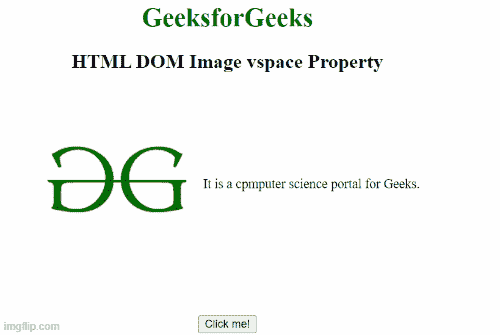 GeeksforGeeks
HTML DOM Image vspace Property
It is a cpmputer science portal for Geeks.
Click me!
imgflip.com